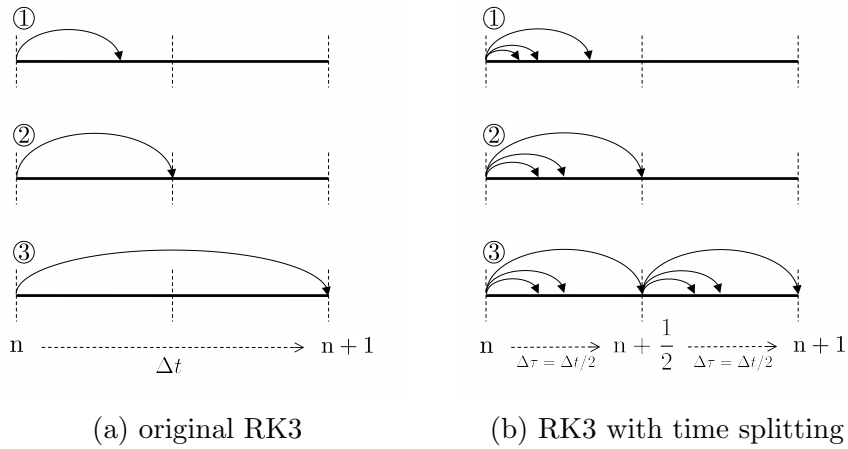 ①
②
③
n
n + 1
Δt
(a) original RK3
①
②
③
n
n + 1/2
n + 1
Δτ = Δt/2
Δτ = Δt/2
(b) RK3 with time splitting